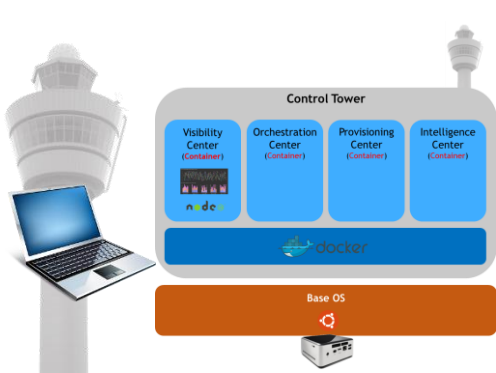 Control Tower
Visibility
Center
(Container)
node
Orchestration
Center
(Container)
Provisioning
Center
(Container)
Intelligence
Center
(Container)
docker
Base OS